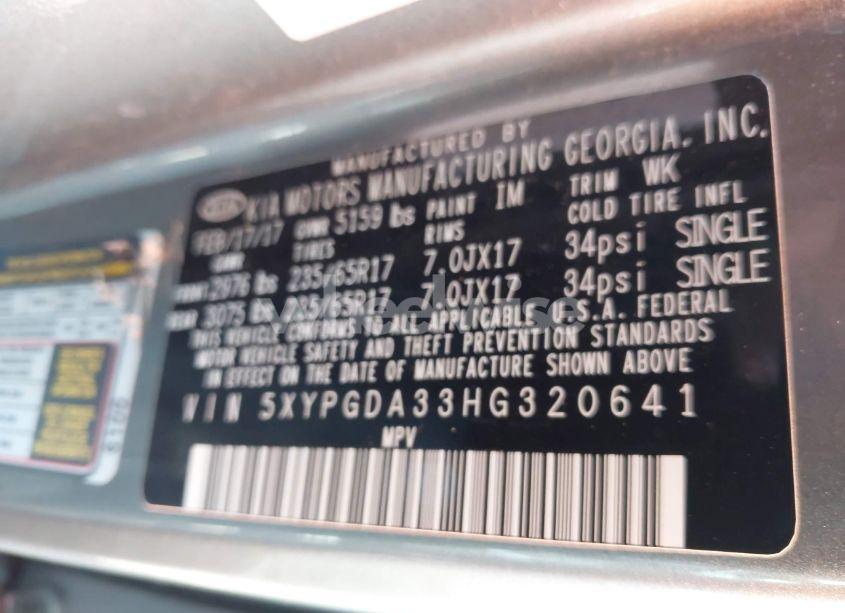 MANUFACTURED BY
KIA KIA MOTORS MANUFACTURING GEORGIA, INC.
FEB/17/17 GVWR 5159 lbs PAINT IM TRIM WK
GAWR TIRES RIMS COLD TIRE INFL
FRONT 2976 lbs 235/65R17 7.0JX17 34psi SINGLE
REAR 3075 lbs 235/65R17 7.0JX17 34psi SINGLE
THIS VEHICLE CONFORMS TO ALL APPLICABLE U.S.A. FEDERAL
MOTOR VEHICLE SAFETY AND THEFT PREVENTION STANDARDS
IN EFFECT ON THE DATE OF MANUFACTURE SHOWN ABOVE
VIN 5XYPGDA33HG320641
MPV